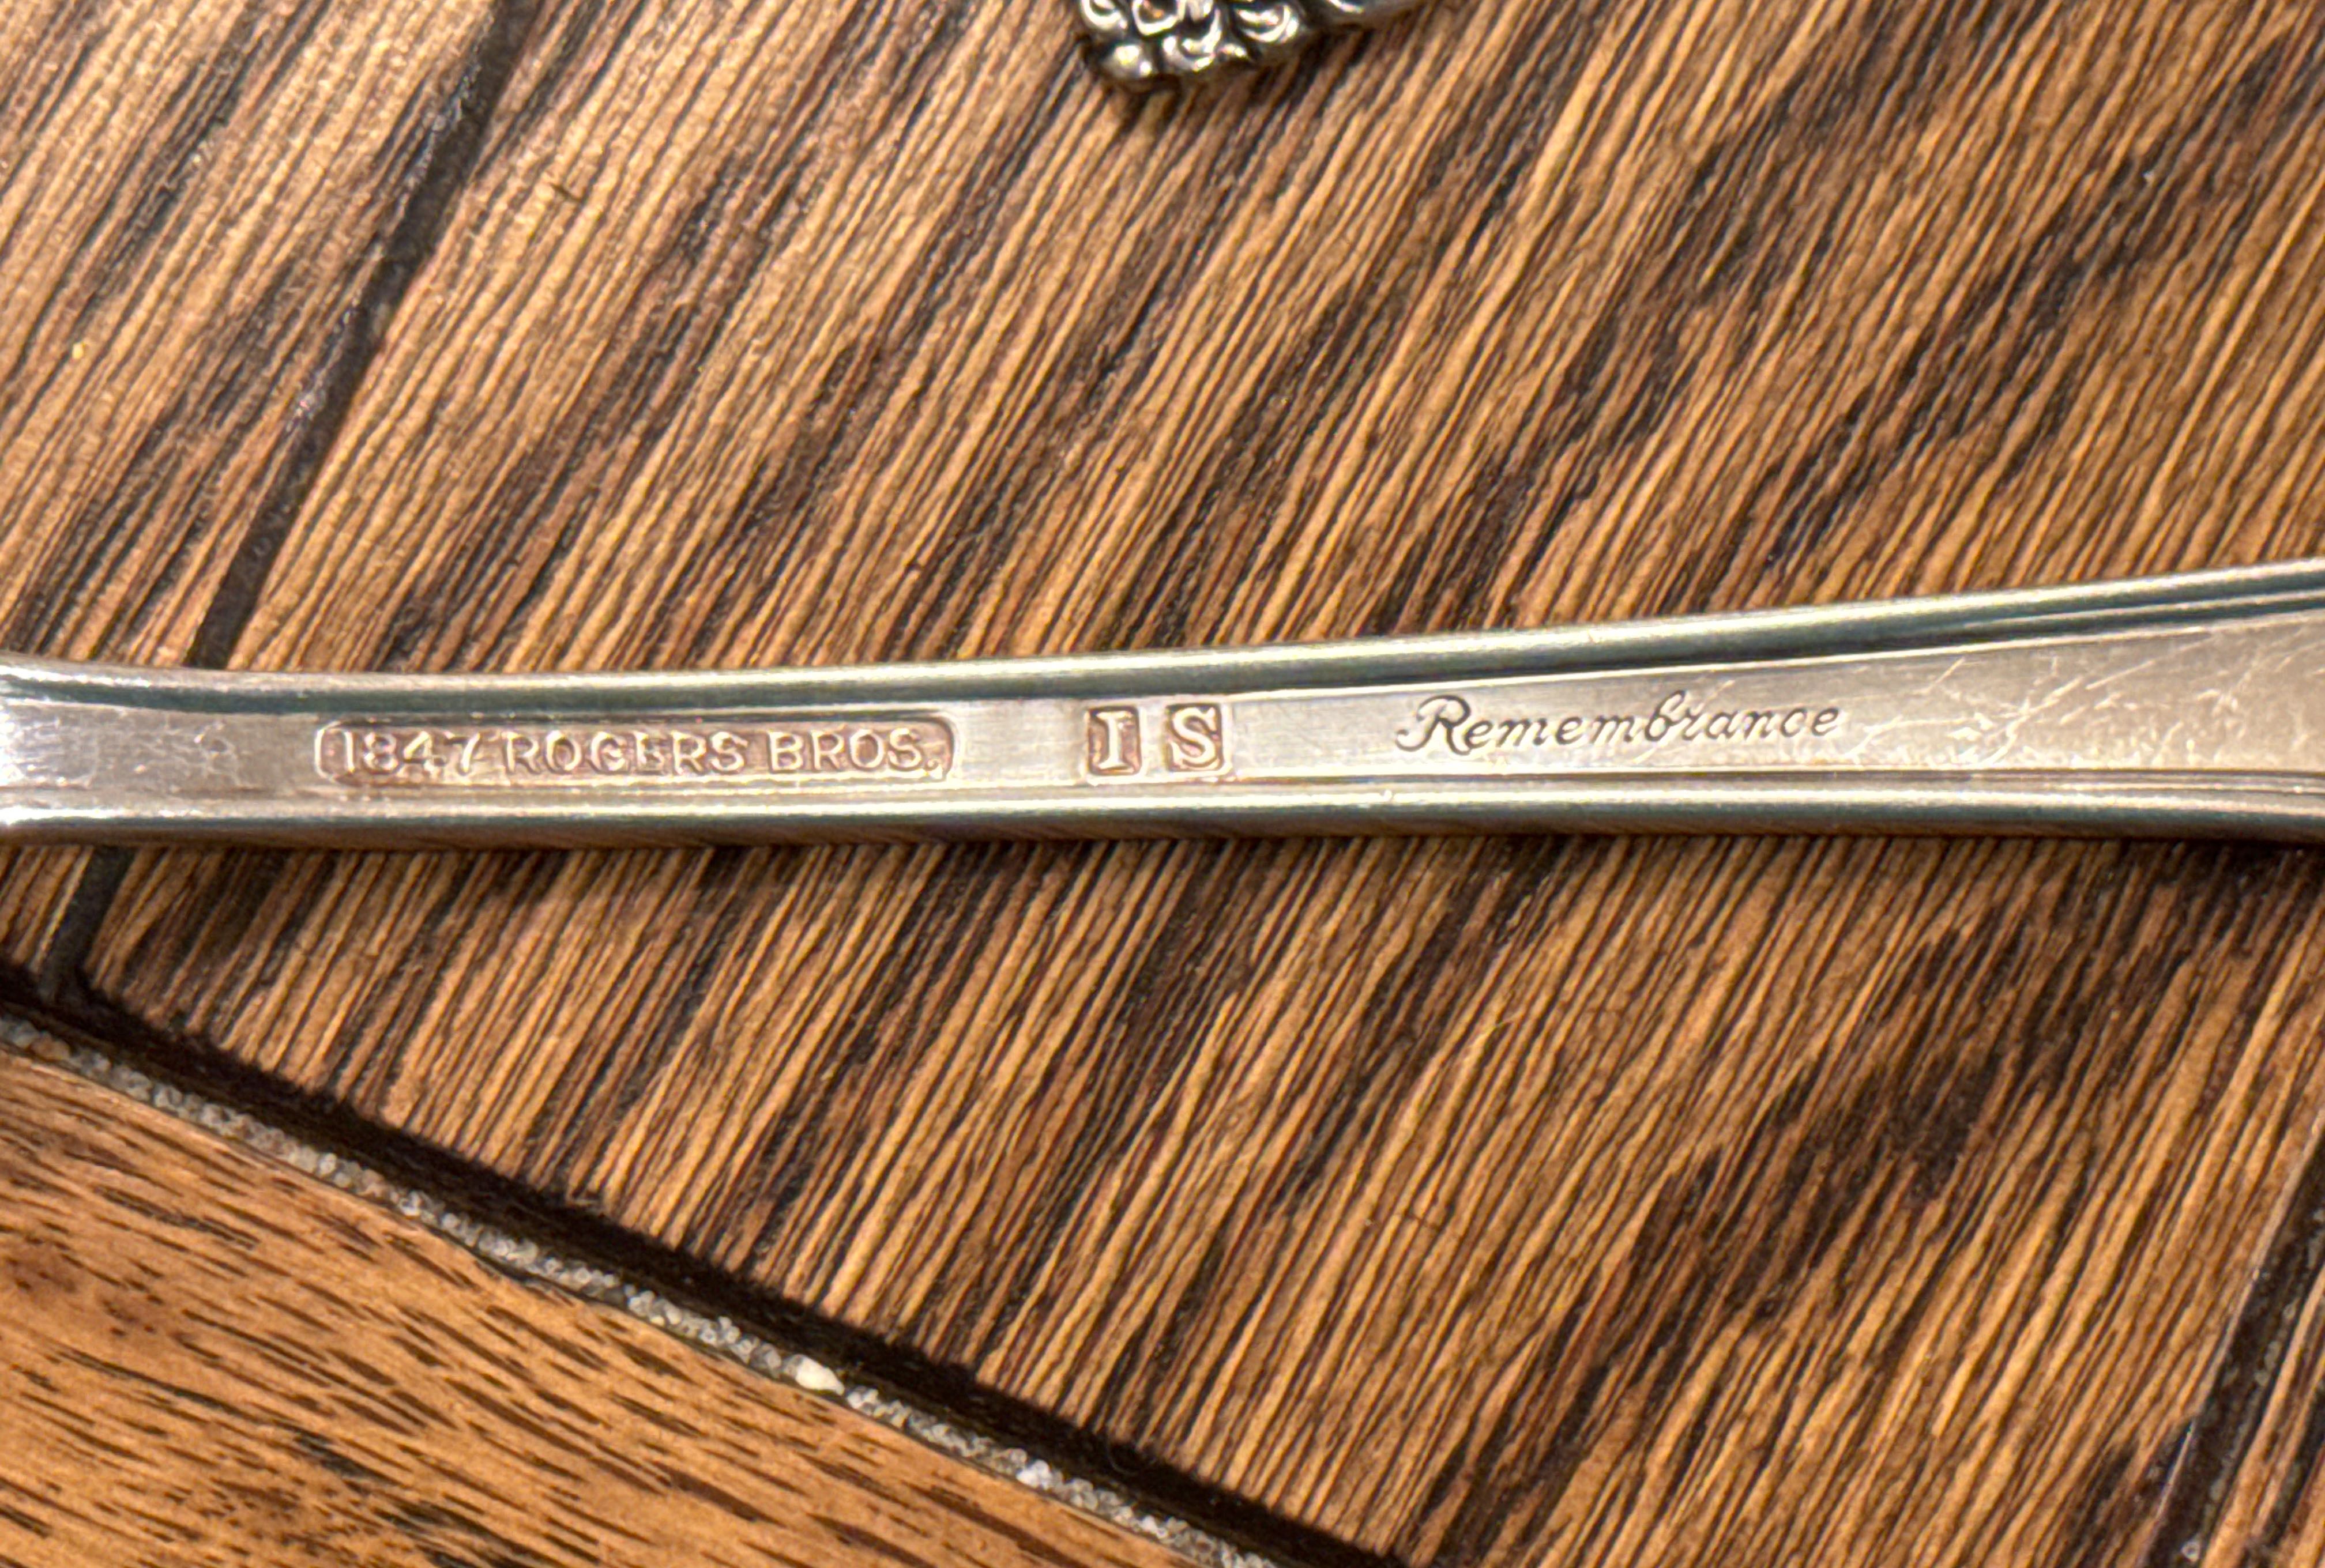 1847 ROGERS BROS. I S Remembrance